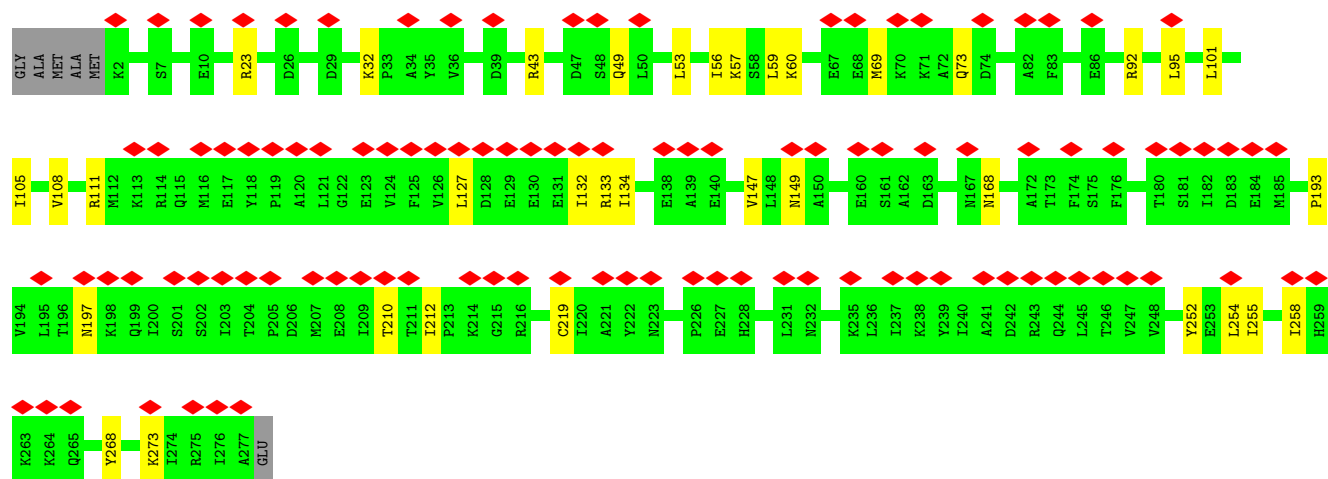 GLY ALA MET ALA MET K2 S7 E10 R23 D26 D29 K32 P33 A34 Y35 V36 D39 R43 D47 S48 Q49 L50 L53 I56 K57 S58 L59 K60 E67 E68 M69 K70 K71 A72 Q73 D74 A82 F83 E86 R92 L95 L101
I105 V108 R111 M112 K113 R114 Q115 M116 E117 Y118 P119 A120 L121 G122 E123 V124 F125 V126 L127 D128 E129 E130 E131 I132 R133 I134 E138 A139 E140 V147 L148 N149 A150 E160 S161 A162 D163 N167 N168 A172 T173 F174 S175 F176 T180 S181 I182 D183 E184 M185 P193
V194 L195 T196 N197 K198 Q199 I200 S201 S202 I203 T204 P205 D206 M207 E208 I209 T210 T211 I212 P213 K214 G215 R216 C219 I220 A221 Y222 N223 P226 E227 H228 L231 N232 K235 L236 I237 K238 Y239 I240 A241 D242 R243 Q244 L245 T246 V247 V248 Y252 E253 L254 I255 I258 H259
K263 K264 Q265 Y268 K273 I274 R275 I276 A277 GLU